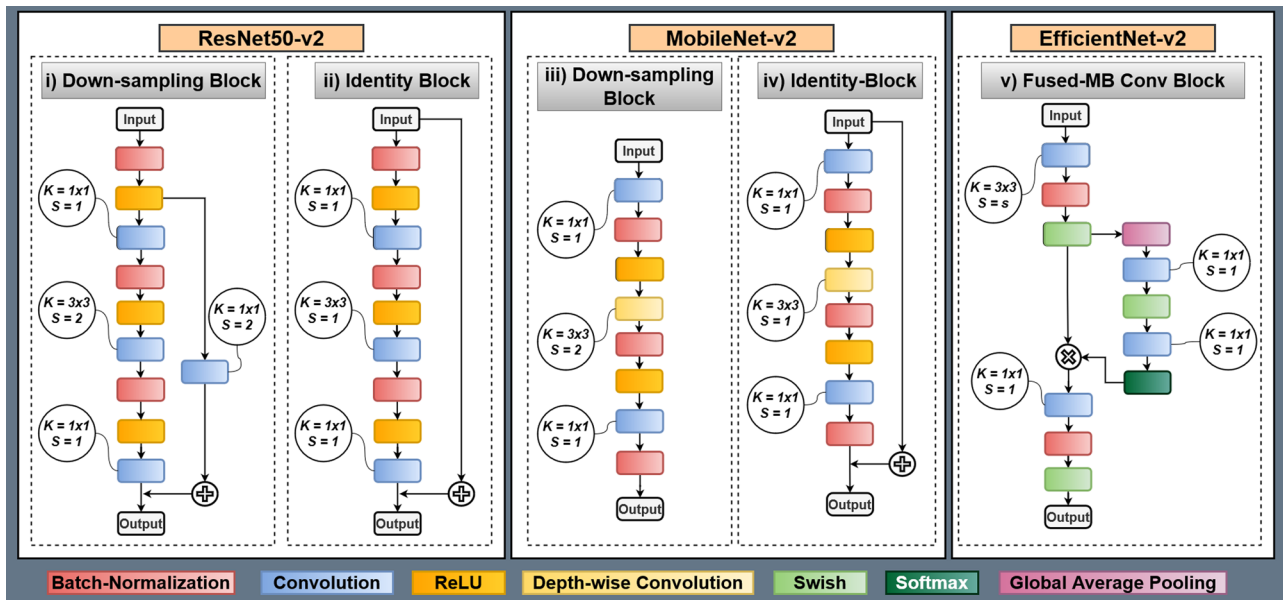 ResNet50-v2
i) Down-sampling Block
Input
K = 1x1
S = 1
K = 3x3
S = 2
K = 1x1
S = 2
K = 1x1
S = 1
Output
ii) Identity Block
Input
K = 1x1
S = 1
K = 3x3
S = 1
K = 1x1
S = 1
Output
MobileNet-v2
iii) Down-sampling
Block
Input
K = 1x1
S = 1
K = 3x3
S = 2
K = 1x1
S = 1
Output
iv) Identity-Block
Input
K = 1x1
S = 1
K = 3x3
S = 1
K = 1x1
S = 1
Output
EfficientNet-v2
v) Fused-MB Conv Block
Input
K = 3x3
S = s
K = 1x1
S = 1
K = 1x1
S = 1
K = 1x1
S = 1
Output
Batch-Normalization
Convolution
ReLU
Depth-wise Convolution
Swish
Softmax
Global Average Pooling